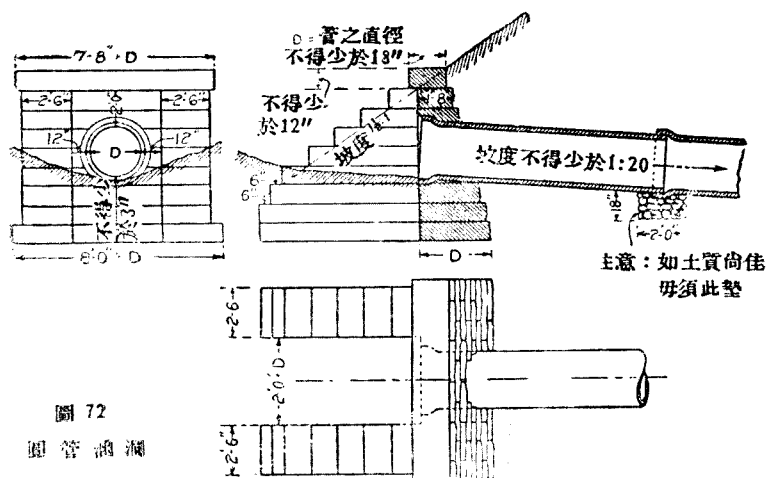 7'-8"+D
2'-6"
2'-6"
2'-6"
12"
12"
D
不得少於3"
8'-0"+D
D=管之直徑
不得少於18"
不得少
於12"
坡度
6"
6"
坡度不得少於1:20
18"
2'-0"
D
注意：如土質尚佳
毋須此墊
2'-6
2'-0"+D
2'-6"
圖 72
圓管涵洞